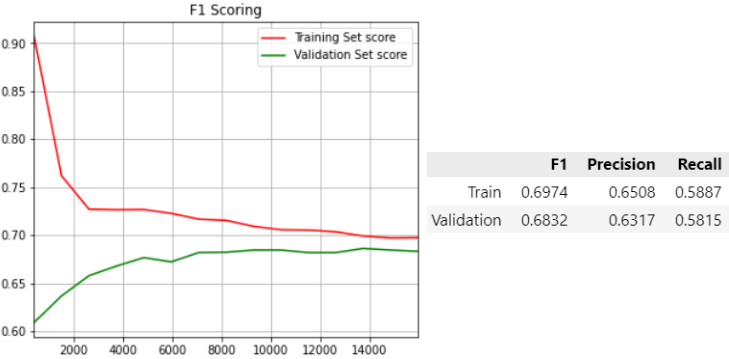 F1 Scoring
Training Set score
Validation Set score
0.90
0.85
0.80
0.75
0.70
0.65
0.60
2000 4000 6000 8000 10000 12000 14000
F1 Precision Recall
Train 0.6974 0.6508 0.5887
Validation 0.6832 0.6317 0.5815